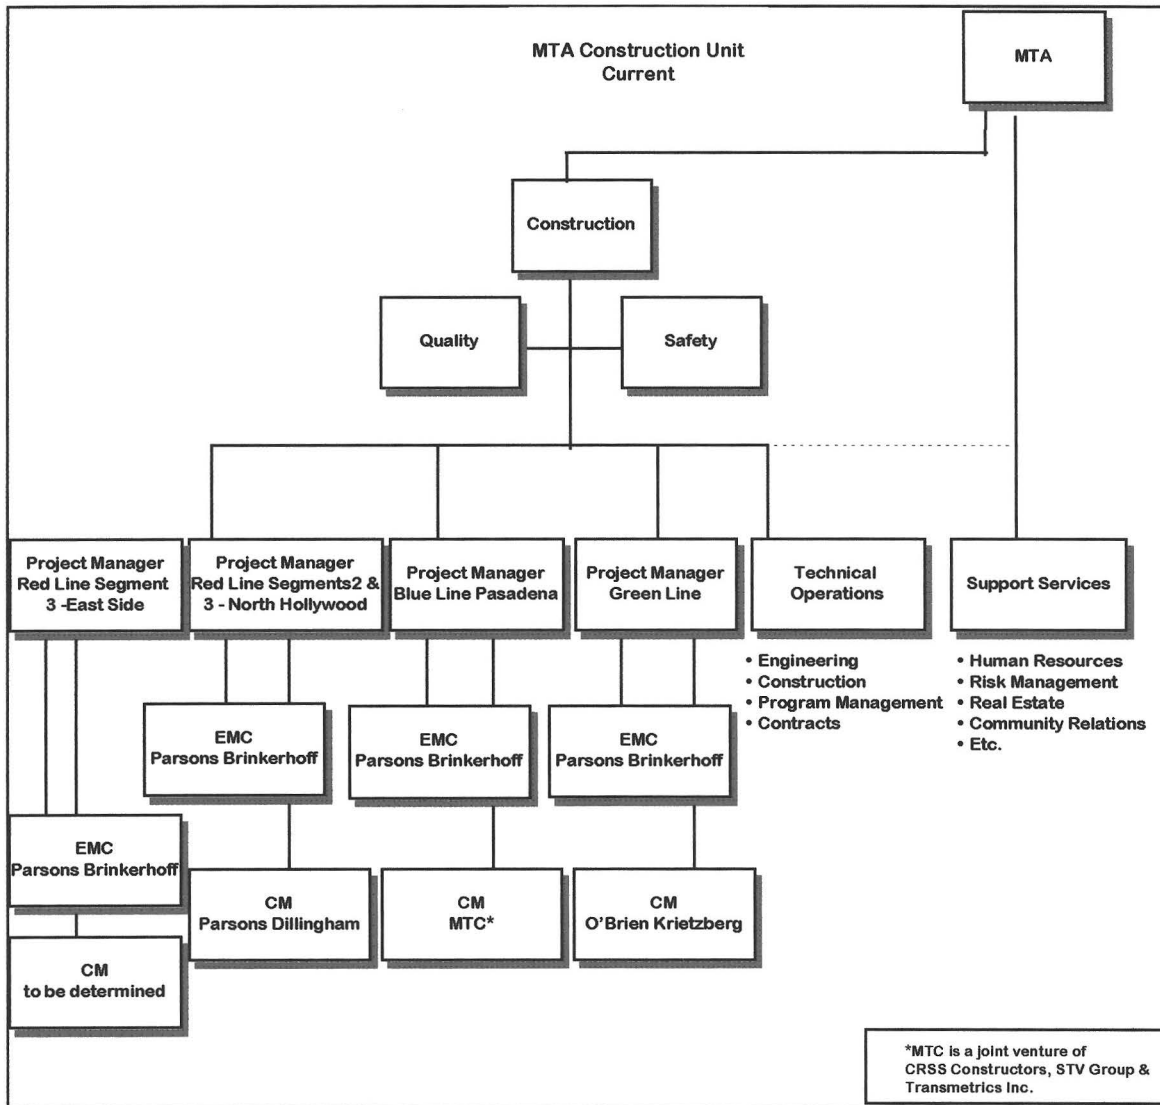 MTA Construction Unit
Current
MTA
Construction
Quality
Safety
Project Manager
Red Line Segment
3 -East Side
Project Manager
Red Line Segments2 &
3 - North Hollywood
Project Manager
Blue Line Pasadena
Project Manager
Green Line
Technical
Operations
Support Services
• Engineering
• Construction
• Program Management
• Contracts
• Human Resources
• Risk Management
• Real Estate
• Community Relations
• Etc.
EMC
Parsons Brinkerhoff
EMC
Parsons Brinkerhoff
EMC
Parsons Brinkerhoff
EMC
Parsons Brinkerhoff
CM
Parsons Dillingham
CM
MTC*
CM
O'Brien Krietzberg
CM
to be determined
*MTC is a joint venture of
CRSS Constructors, STV Group &
Transmetrics Inc.